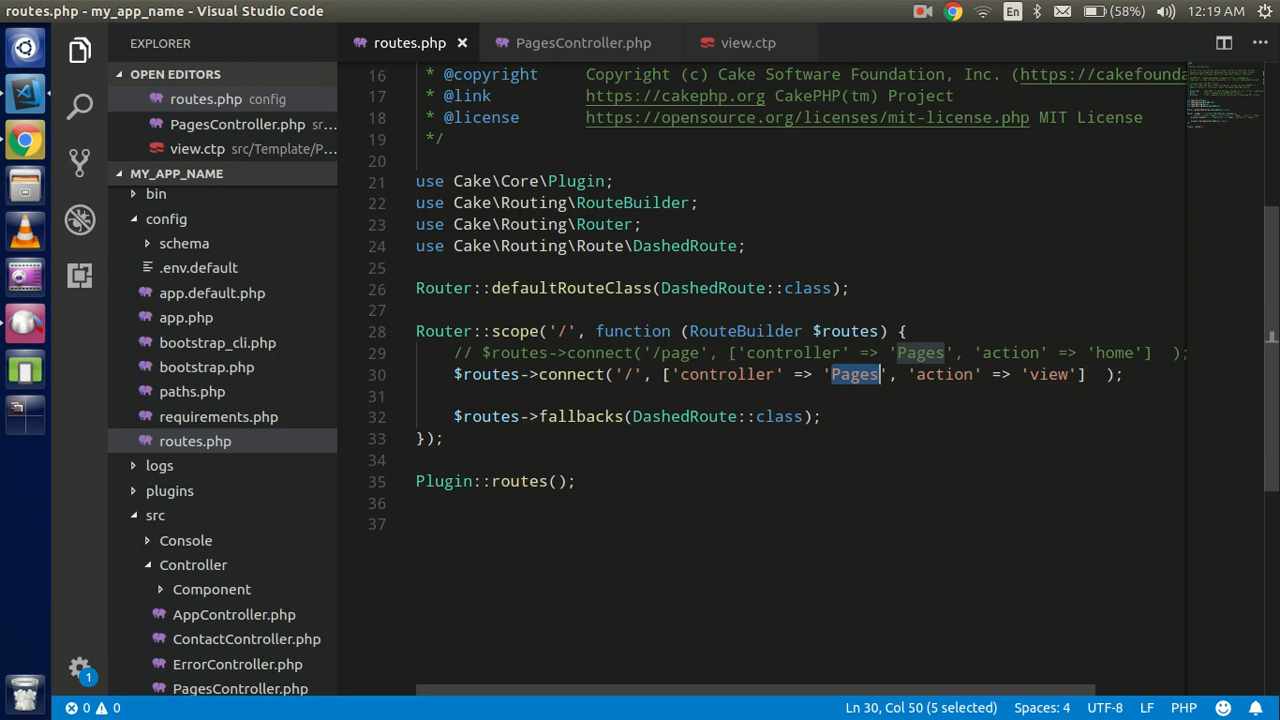 routes.php - my_app_name - Visual Studio Code
En
(58%)
12:19 AM
EXPLORER
routes.php
PagesController.php
view.ctp
OPEN EDITORS
routes.php config
PagesController.php sr...
view.ctp src/Template/P...
MY_APP_NAME
bin
config
schema
.env.default
app.default.php
app.php
bootstrap_cli.php
bootstrap.php
paths.php
requirements.php
routes.php
logs
plugins
src
Console
Controller
Component
AppController.php
ContactController.php
ErrorController.php
PagesController.php
16 * @copyright Copyright (c) Cake Software Foundation, Inc. (https://cakefounda
17 * @link https://cakephp.org CakePHP(tm) Project
18 * @license https://opensource.org/licenses/mit-license.php MIT License
19 */
20
21 use Cake\Core\Plugin;
22 use Cake\Routing\RouteBuilder;
23 use Cake\Routing\Router;
24 use Cake\Routing\Route\DashedRoute;
25
26 Router::defaultRouteClass(DashedRoute::class);
27
28 Router::scope('/', function (RouteBuilder $routes) {
29 // $routes->connect('/page', ['controller' => 'Pages', 'action' => 'home'] );
30 $routes->connect('/', ['controller' => 'Pages', 'action' => 'view'] );
31
32 $routes->fallbacks(DashedRoute::class);
33 });
34
35 Plugin::routes();
36
37
1
0 0
Ln 30, Col 50 (5 selected)
Spaces: 4
UTF-8
LF
PHP